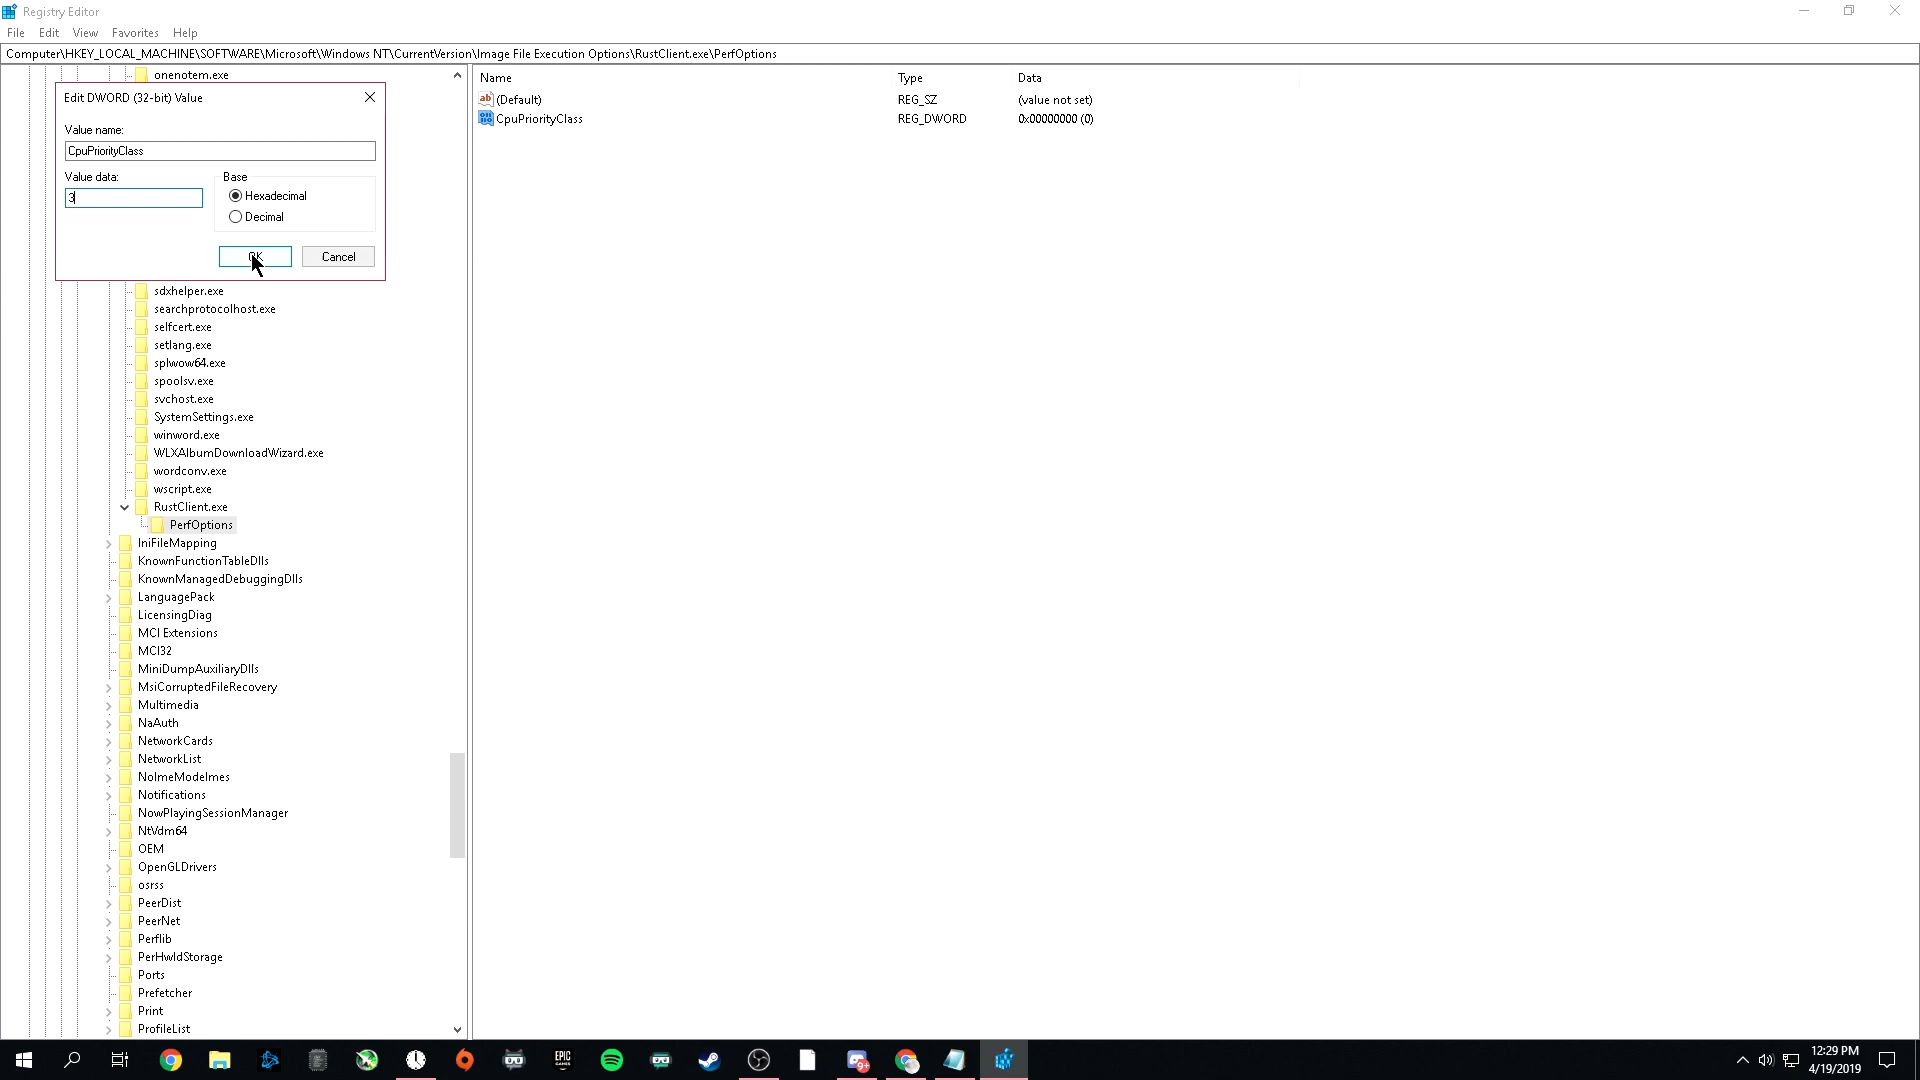 Registry Editor
File Edit View Favorites Help
Computer\HKEY_LOCAL_MACHINE\SOFTWARE\Microsoft\Windows NT\CurrentVersion\Image File Execution Options\RustClient.exe\PerfOptions
onenotem.exe
Edit DWORD (32-bit) Value
Value name:
CpuPriorityClass
Value data:
3
Base
Hexadecimal
Decimal
OK
Cancel
sdxhelper.exe
searchprotocolhost.exe
selfcert.exe
setlang.exe
splwow64.exe
spoolsv.exe
svchost.exe
SystemSettings.exe
winword.exe
WLXAlbumDownloadWizard.exe
wordconv.exe
wscript.exe
RustClient.exe
PerfOptions
IniFileMapping
KnownFunctionTableDlls
KnownManagedDebuggingDlls
LanguagePack
LicensingDiag
MCI Extensions
MCI32
MiniDumpAuxiliaryDlls
MsiCorruptedFileRecovery
Multimedia
NaAuth
NetworkCards
NetworkList
NoImeModeImes
Notifications
NowPlayingSessionManager
NtVdm64
OEM
OpenGLDrivers
osrss
PeerDist
PeerNet
Perflib
PerHwIdStorage
Ports
Prefetcher
Print
ProfileList
Name Type Data
(Default) REG_SZ (value not set)
CpuPriorityClass REG_DWORD 0x00000000 (0)
EPIC
GAMES
9+
12:29 PM
4/19/2019